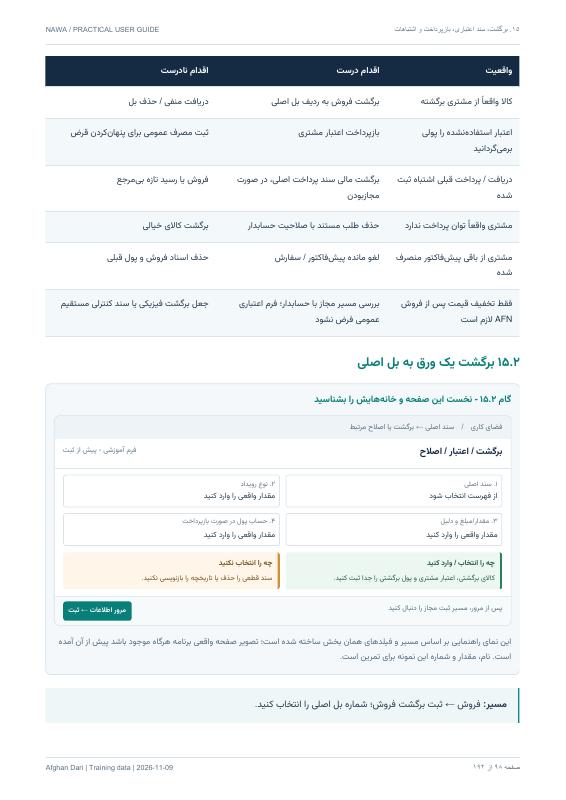 NAWA / PRACTICAL USER GUIDE
۱۵. برگشت، سند اعتباری، بازپرداخت و اشتباهات
واقعیت | اقدام درست | اقدام نادرست
کالا واقعاً از مشتری برگشته | برگشت فروش به ردیف بل اصلی | دریافت منفی / حذف بل
اعتبار استفاده‌نشده را پولی | بازپرداخت اعتبار مشتری | ثبت مصرف عمومی برای پنهان‌کردن قرض
برمی‌گردانید
دریافت / پرداخت قبلی اشتباه ثبت | برگشت مالی سند پرداخت اصلی، در صورت | فروش یا رسید تازه بی‌مرجع
شده | مجازبودن
مشتری واقعاً توان پرداخت ندارد | حذف طلب مستند با صلاحیت حسابدار | برگشت کالای خیالی
مشتری از باقی پیش‌فاکتور منصرف | لغو مانده پیش‌فاکتور / سفارش | حذف اسناد فروش و پول قبلی
شده
فقط تخفیف قیمت پس از فروش | بررسی مسیر مجاز با حسابدار؛ فرم اعتباری | جعل برگشت فیزیکی یا سند کنترلی مستقیم
AFN لازم است | عمومی فرض نشود
۱۵.۲ برگشت یک ورق به بل اصلی
گام ۱۵.۲ - نخست این صفحه و خانه‌هایش را بشناسید
فضای کاری / سند اصلی ← برگشت یا اصلاح مرتبط
برگشت / اعتبار / اصلاح
فرم آموزشی - پیش از ثبت
۱. سند اصلی
از فهرست انتخاب شود
۲. نوع رویداد
مقدار واقعی را وارد کنید
۳. مقدار/مبلغ و دلیل
مقدار واقعی را وارد کنید
۴. حساب پول در صورت بازپرداخت
مقدار واقعی را وارد کنید
چه را انتخاب / وارد کنید
کالای برگشتی، اعتبار مشتری و پول برگشتی را جدا ثبت کنید.
چه را انتخاب نکنید
سند قطعی را حذف یا تاریخچه را بازنویسی نکنید.
پس از مرور، مسیر ثبت مجاز را دنبال کنید
مرور اطلاعات ← ثبت
این نمای راهنمایی بر اساس مسیر و فیلدهای همان بخش ساخته شده است؛ تصویر صفحه واقعی برنامه هرگاه موجود باشد پیش از آن آمده
است. نام، مقدار و شماره این نمونه برای تمرین است.
مسیر: فروش ← ثبت برگشت فروش؛ شماره بل اصلی را انتخاب کنید.
Afghan Dari | Training data | 2026-11-09
صفحه ۹۸ از ۱۹۲